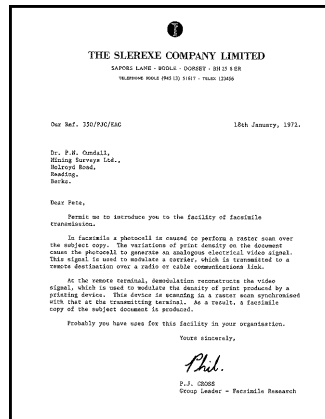 THE SLEREXE COMPANY LIMITED
SAPORS LANE - BOOLE - DORSET - BH 25 8 ER
TELEPHONE BOOLE (945 13) 51617 - TELEX 123456
Our Ref. 350/PJC/EAC
18th January, 1972.
Dr. P.N. Cundall,
Mining Surveys Ltd.,
Holroyd Road,
Reading,
Berks.
Dear Pete,
Permit me to introduce you to the facility of facsimile
transmission.
In facsimile a photocell is caused to perform a raster scan over
the subject copy. The variations of print density on the document
cause the photocell to generate an analogous electrical video signal.
This signal is used to modulate a carrier, which is transmitted to a
remote destination over a radio or cable communications link.
At the remote terminal, demodulation reconstructs the video
signal, which is used to modulate the density of print produced by a
printing device. This device is scanning in a raster scan synchronised
with that at the transmitting terminal. As a result, a facsimile
copy of the subject document is produced.
Probably you have uses for this facility in your organisation.
Yours sincerely,
Phil.
P.J. CROSS
Group Leader - Facsimile Research